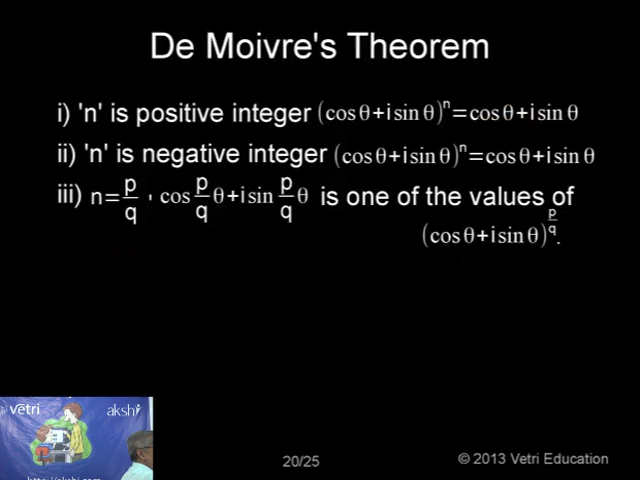 De Moivre's Theorem
i) 'n' is positive integer (cosθ+isinθ)^n=cosθ+isinθ
ii) 'n' is negative integer (cosθ+isinθ)^n=cosθ+isinθ
iii) n=p/q , cos p/q θ+isin p/q θ is one of the values of
(cosθ+isinθ)^p/q.
vetri akshi
20/25 © 2013 Vetri Education